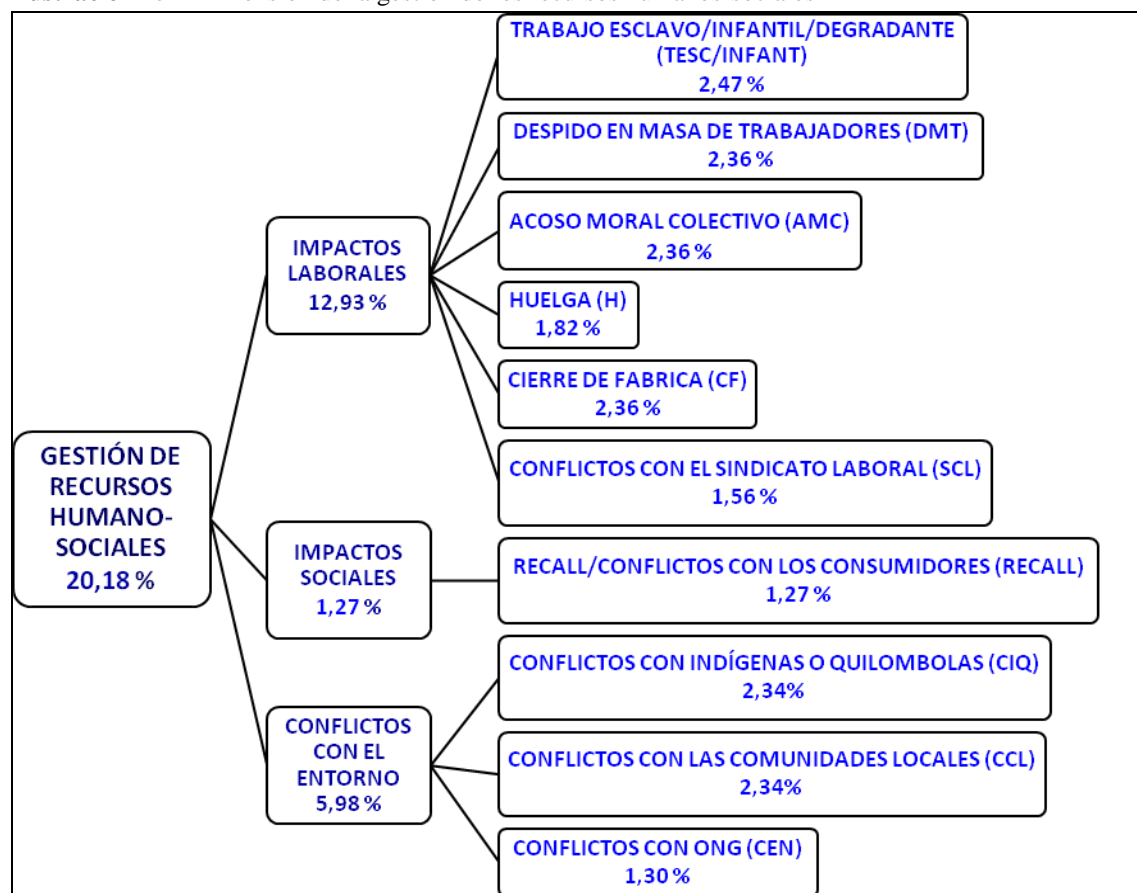 TRABAJO ESCLAVO/INFANTIL/DEGRADANTE
(TESC/INFANT)
2,47 %
DESPIDO EN MASA DE TRABAJADORES (DMT)
2,36 %
ACOSO MORAL COLECTIVO (AMC)
2,36 %
IMPACTOS
LABORALES
12,93 %
HUELGA (H)
1,82 %
CIERRE DE FABRICA (CF)
2,36 %
GESTIÓN DE
RECURSOS
HUMANO-
SOCIALES
20,18 %
CONFLICTOS CON EL SINDICATO LABORAL (SCL)
1,56 %
IMPACTOS
SOCIALES
1,27 %
RECALL/CONFLICTOS CON LOS CONSUMIDORES (RECALL)
1,27 %
CONFLICTOS CON INDÍGENAS O QUILOMBOLAS (CIQ)
2,34%
CONFLICTOS
CON EL
ENTORNO
5,98 %
CONFLICTOS CON LAS COMUNIDADES LOCALES (CCL)
2,34%
CONFLICTOS CON ONG (CEN)
1,30 %